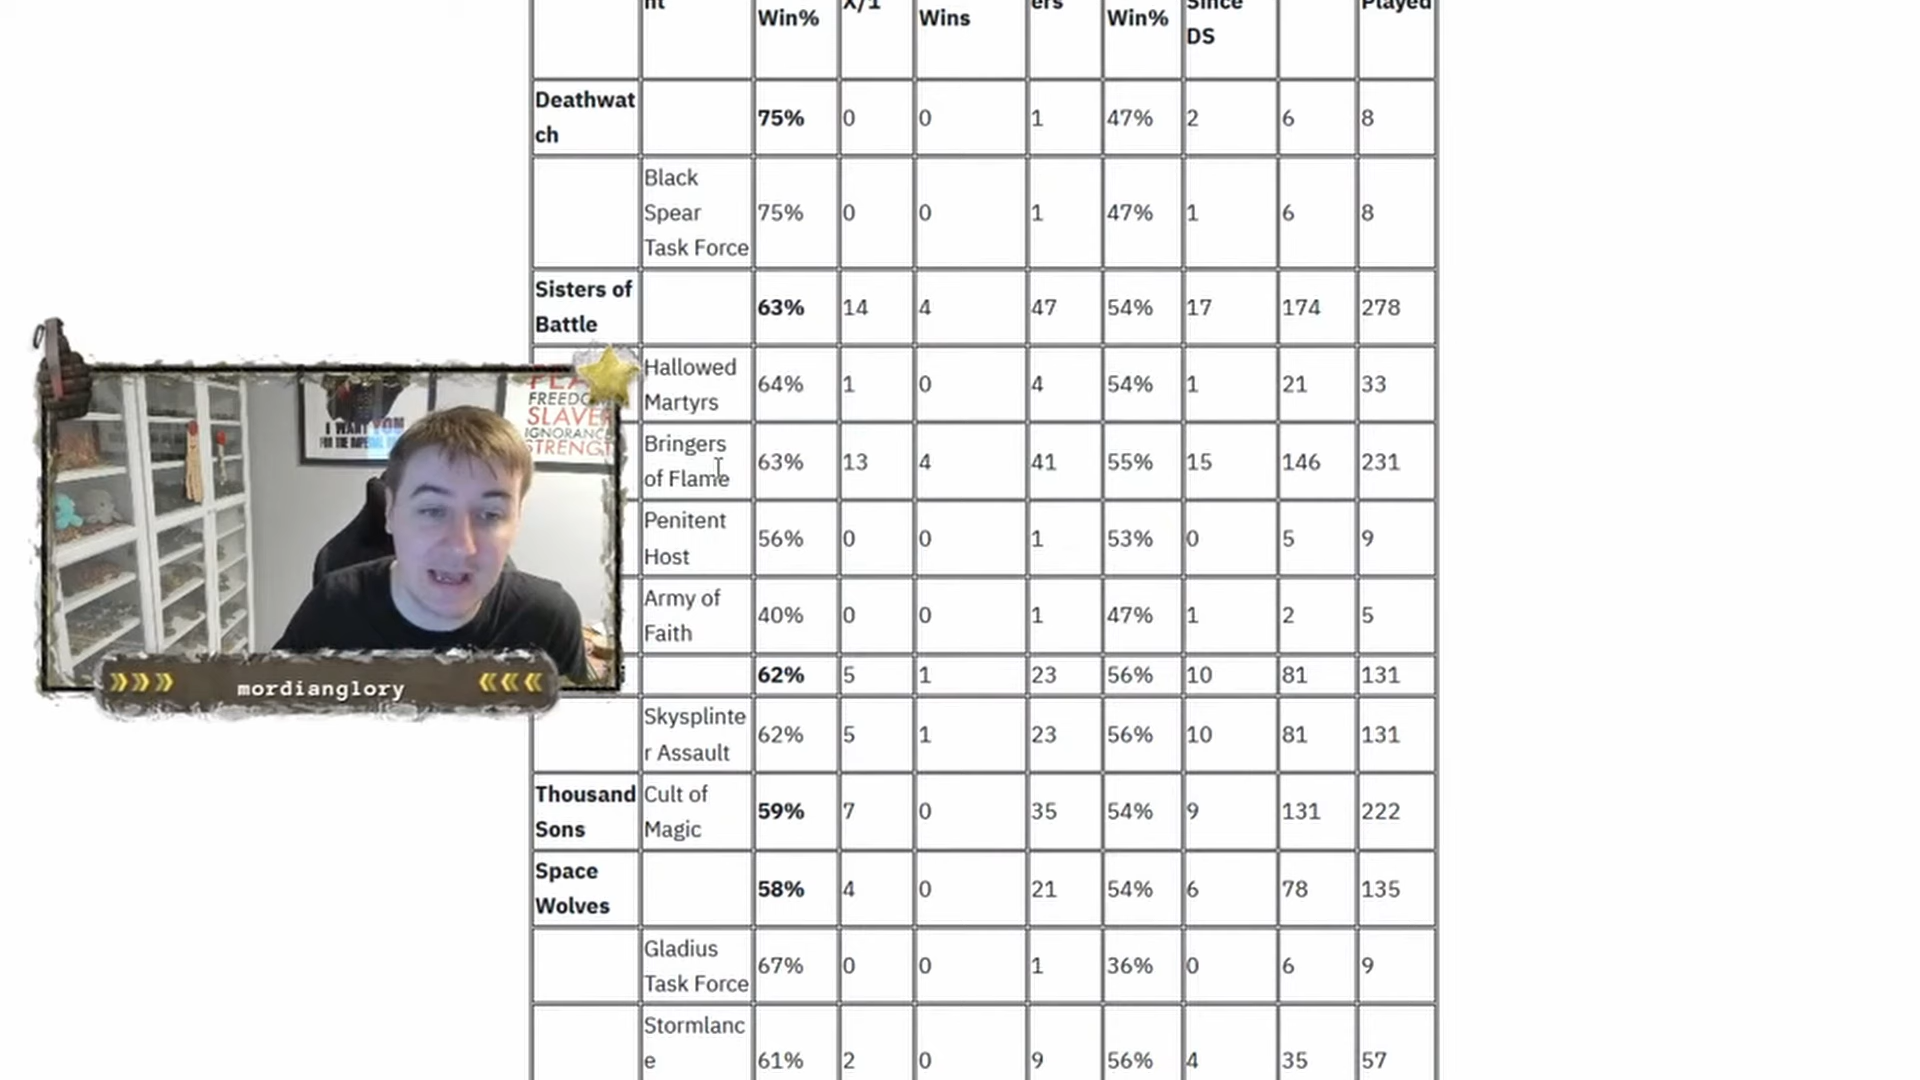 nt Win% X/1 Wins ers Win% Since DS Played
Deathwat
ch 75% 0 0 1 47% 2 6 8
Black
Spear 75% 0 0 1 47% 1 6 8
Task Force
Sisters of
Battle 63% 14 4 47 54% 17 174 278
Hallowed
Martyrs 64% 1 0 4 54% 1 21 33
Bringers
of Flame 63% 13 4 41 55% 15 146 231
Penitent
Host 56% 0 0 1 53% 0 5 9
Army of
Faith 40% 0 0 1 47% 1 2 5
62% 5 1 23 56% 10 81 131
Skysplinte
r Assault 62% 5 1 23 56% 10 81 131
Thousand
Sons
Cult of
Magic 59% 7 0 35 54% 9 131 222
Space
Wolves 58% 4 0 21 54% 6 78 135
Gladius
Task Force 67% 0 0 1 36% 0 6 9
Stormlanc
e 61% 2 0 9 56% 4 35 57
I WANT YOU
FOR THE IMPERIAL
FREEDO
SLAVER
IGNORANCE
STRENGT
mordianglory